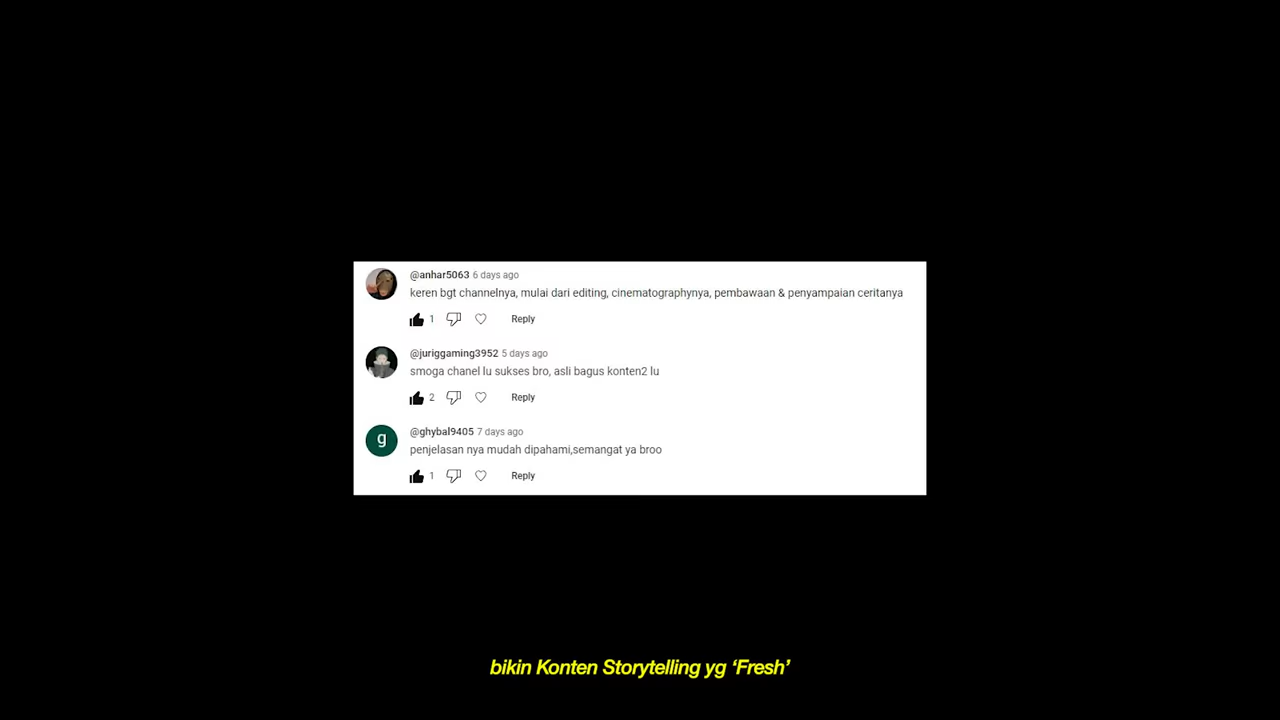 @anhar5063 6 days ago
keren bgt channelnya, mulai dari editing, cinematographynya, pembawaan & penyampaian ceritanya
1 Reply
@juriggaming3952 5 days ago
smoga chanel lu sukses bro, asli bagus konten2 lu
2 Reply
g
@ghybal9405 7 days ago
penjelasan nya mudah dipahami,semangat ya broo
1 Reply
bikin Konten Storytelling yg ‘Fresh’